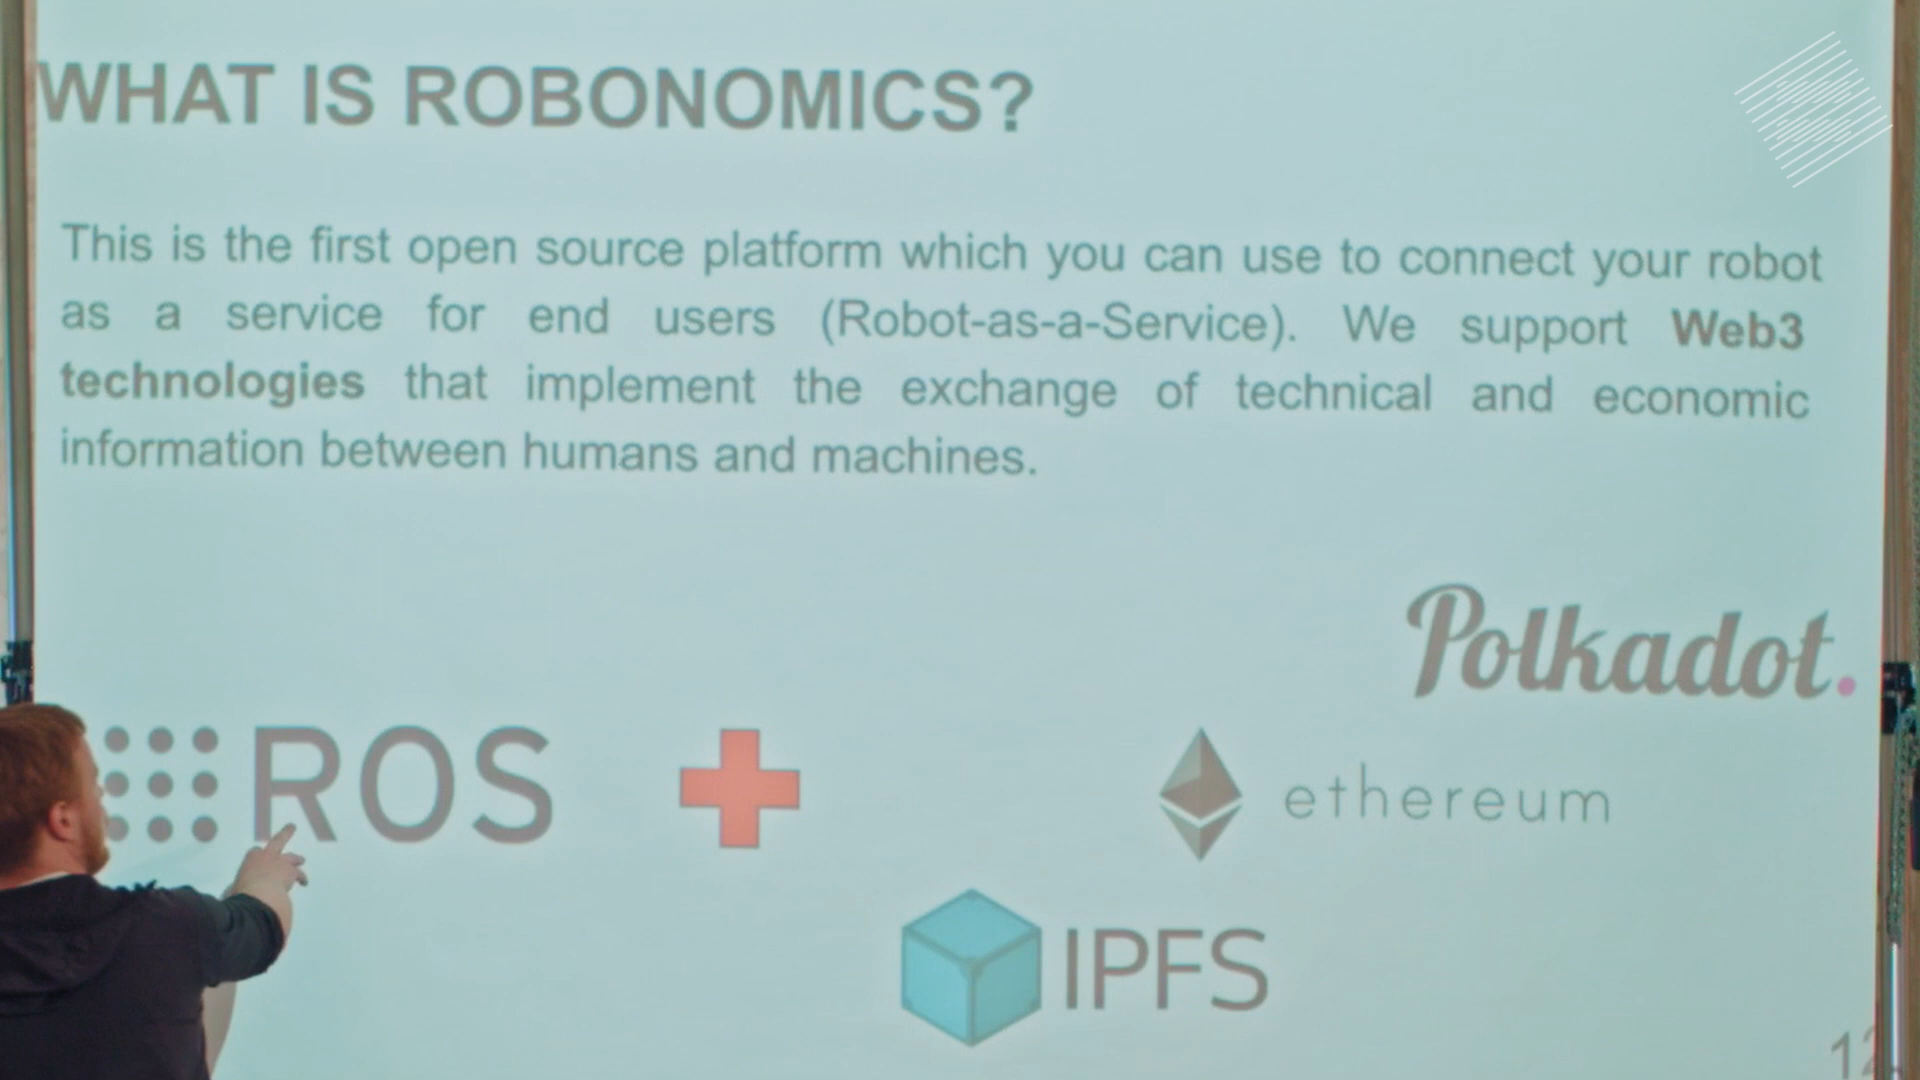 WHAT IS ROBONOMICS?
This is the first open source platform which you can use to connect your robot
as a service for end users (Robot-as-a-Service). We support Web3
technologies that implement the exchange of technical and economic
information between humans and machines.
Polkadot.
ROS
ethereum
IPFS
12